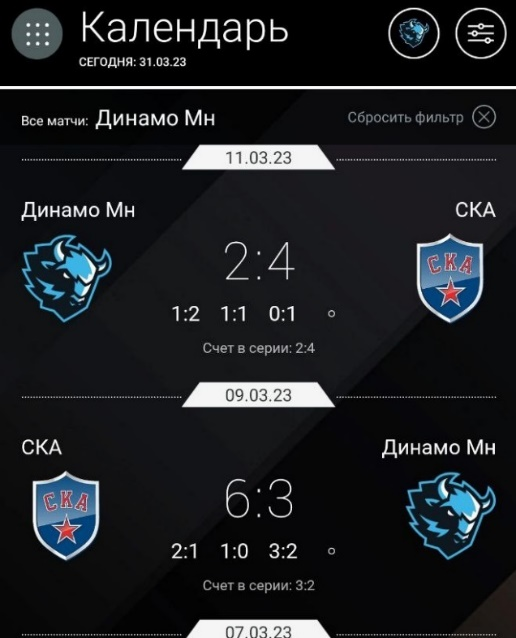 Календарь
СЕГОДНЯ: 31.03.23
Все матчи: Динамо Мн
Сбросить фильтр
11.03.23
Динамо Мн
СКА
СКА
2:4
1:2 1:1 0:1
Счет в серии: 2:4
09.03.23
СКА
Динамо Мн
СКА
6:3
2:1 1:0 3:2
Счет в серии: 3:2
07.03.23